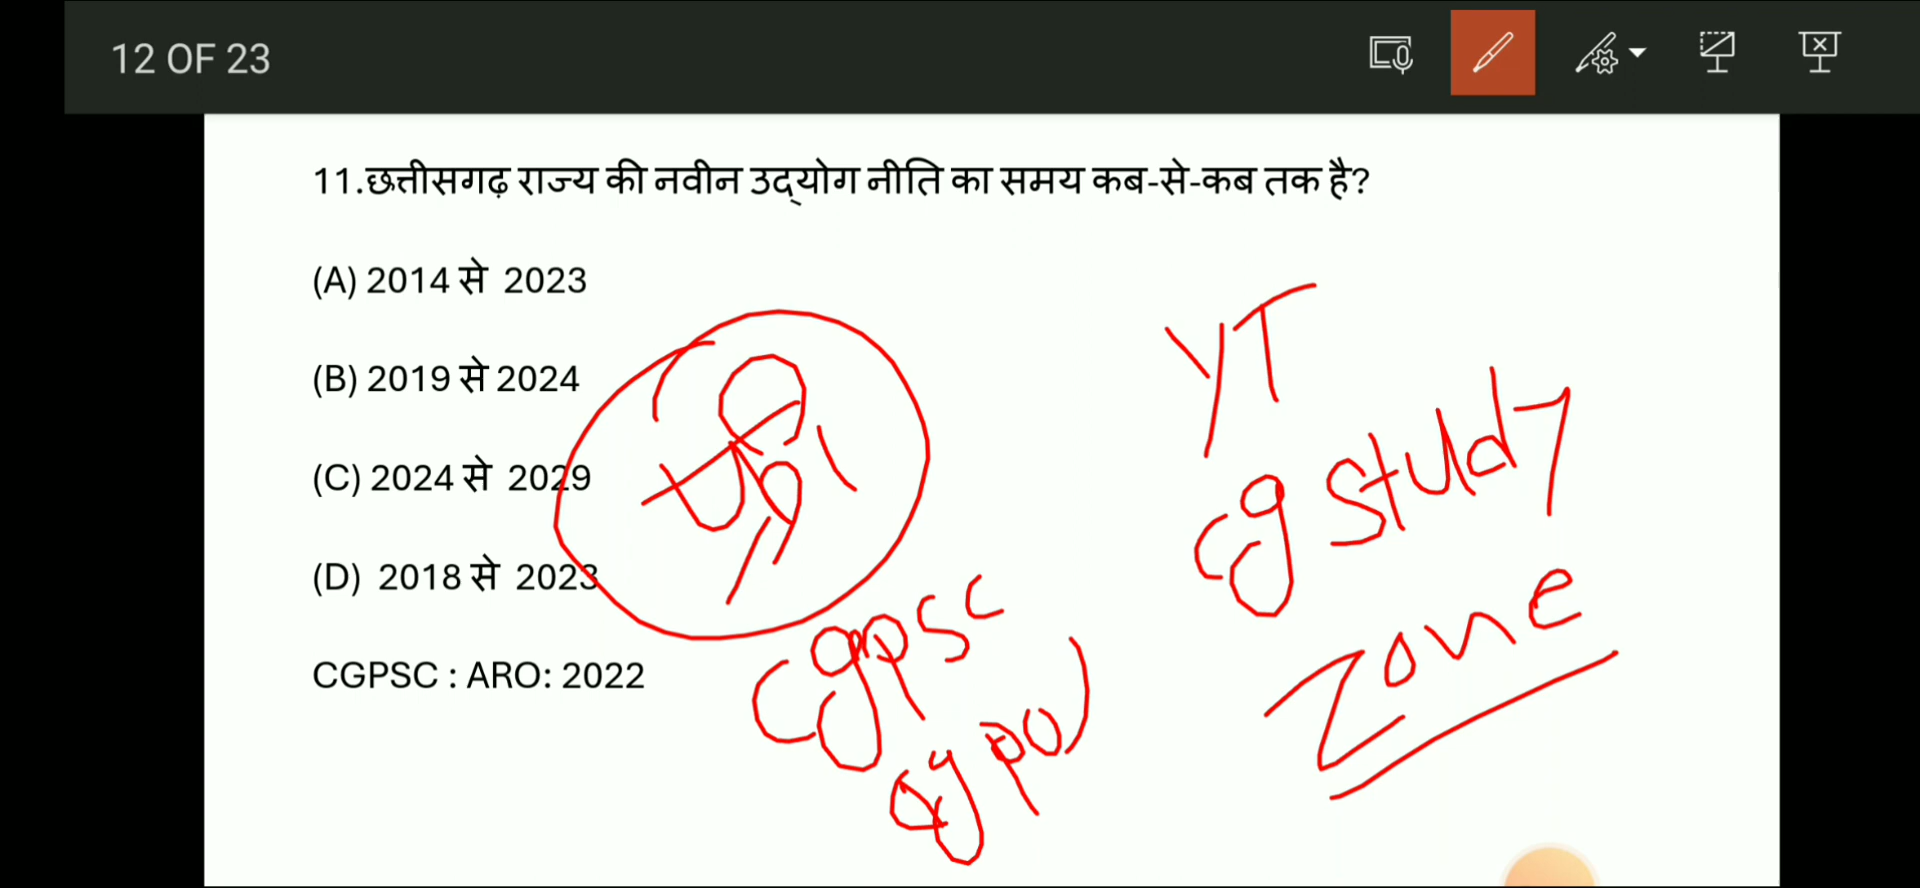 12 OF 23
11.छत्तीसगढ़ राज्य की नवीन उद्योग नीति का समय कब-से-कब तक है?
(A) 2014 से 2023
(B) 2019 से 2024
(C) 2024 से 2029
(D) 2018 से 2023
CGPSC : ARO: 2022
फ्री
cgpsc
YT
cg study
zone